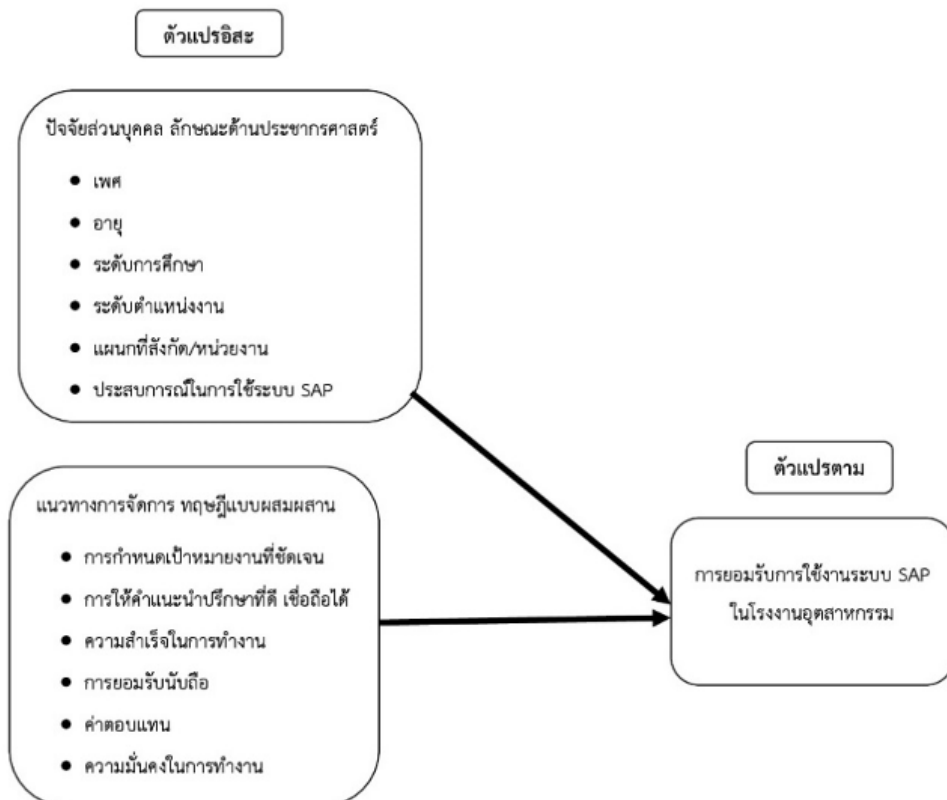 ตัวแปรอิสะ
ปัจจัยส่วนบุคคล ลักษณะด้านประชากรศาสตร์
● เพศ
● อายุ
● ระดับการศึกษา
● ระดับตำแหน่งงาน
● แผนกที่สังกัด/หน่วยงาน
● ประสบการณ์ในการใช้ระบบ SAP
แนวทางการจัดการ ทฤษฎีแบบผสมผสาน
● การกำหนดเป้าหมายงานที่ชัดเจน
● การให้คำแนะนำปรึกษาที่ดี เชื่อถือได้
● ความสำเร็จในการทำงาน
● การยอมรับนับถือ
● ค่าตอบแทน
● ความมั่นคงในการทำงาน
ตัวแปรตาม
การยอมรับการใช้งานระบบ SAP
ในโรงงานอุตสาหกรรม